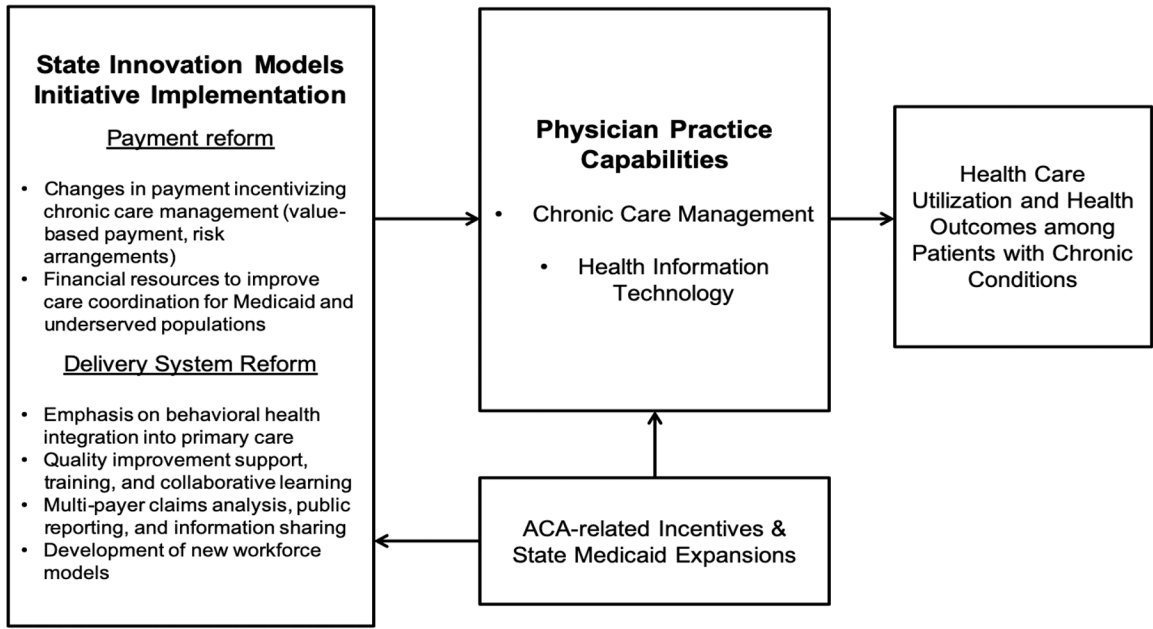 State Innovation Models
Initiative Implementation
Payment reform
• Changes in payment incentivizing
chronic care management (value-
based payment, risk
arrangements)
• Financial resources to improve
care coordination for Medicaid and
underserved populations
Delivery System Reform
• Emphasis on behavioral health
integration into primary care
• Quality improvement support,
training, and collaborative learning
• Multi-payer claims analysis, public
reporting, and information sharing
• Development of new workforce
models
Physician Practice
Capabilities
• Chronic Care Management
• Health Information
Technology
ACA-related Incentives &
State Medicaid Expansions
Health Care
Utilization and Health
Outcomes among
Patients with Chronic
Conditions